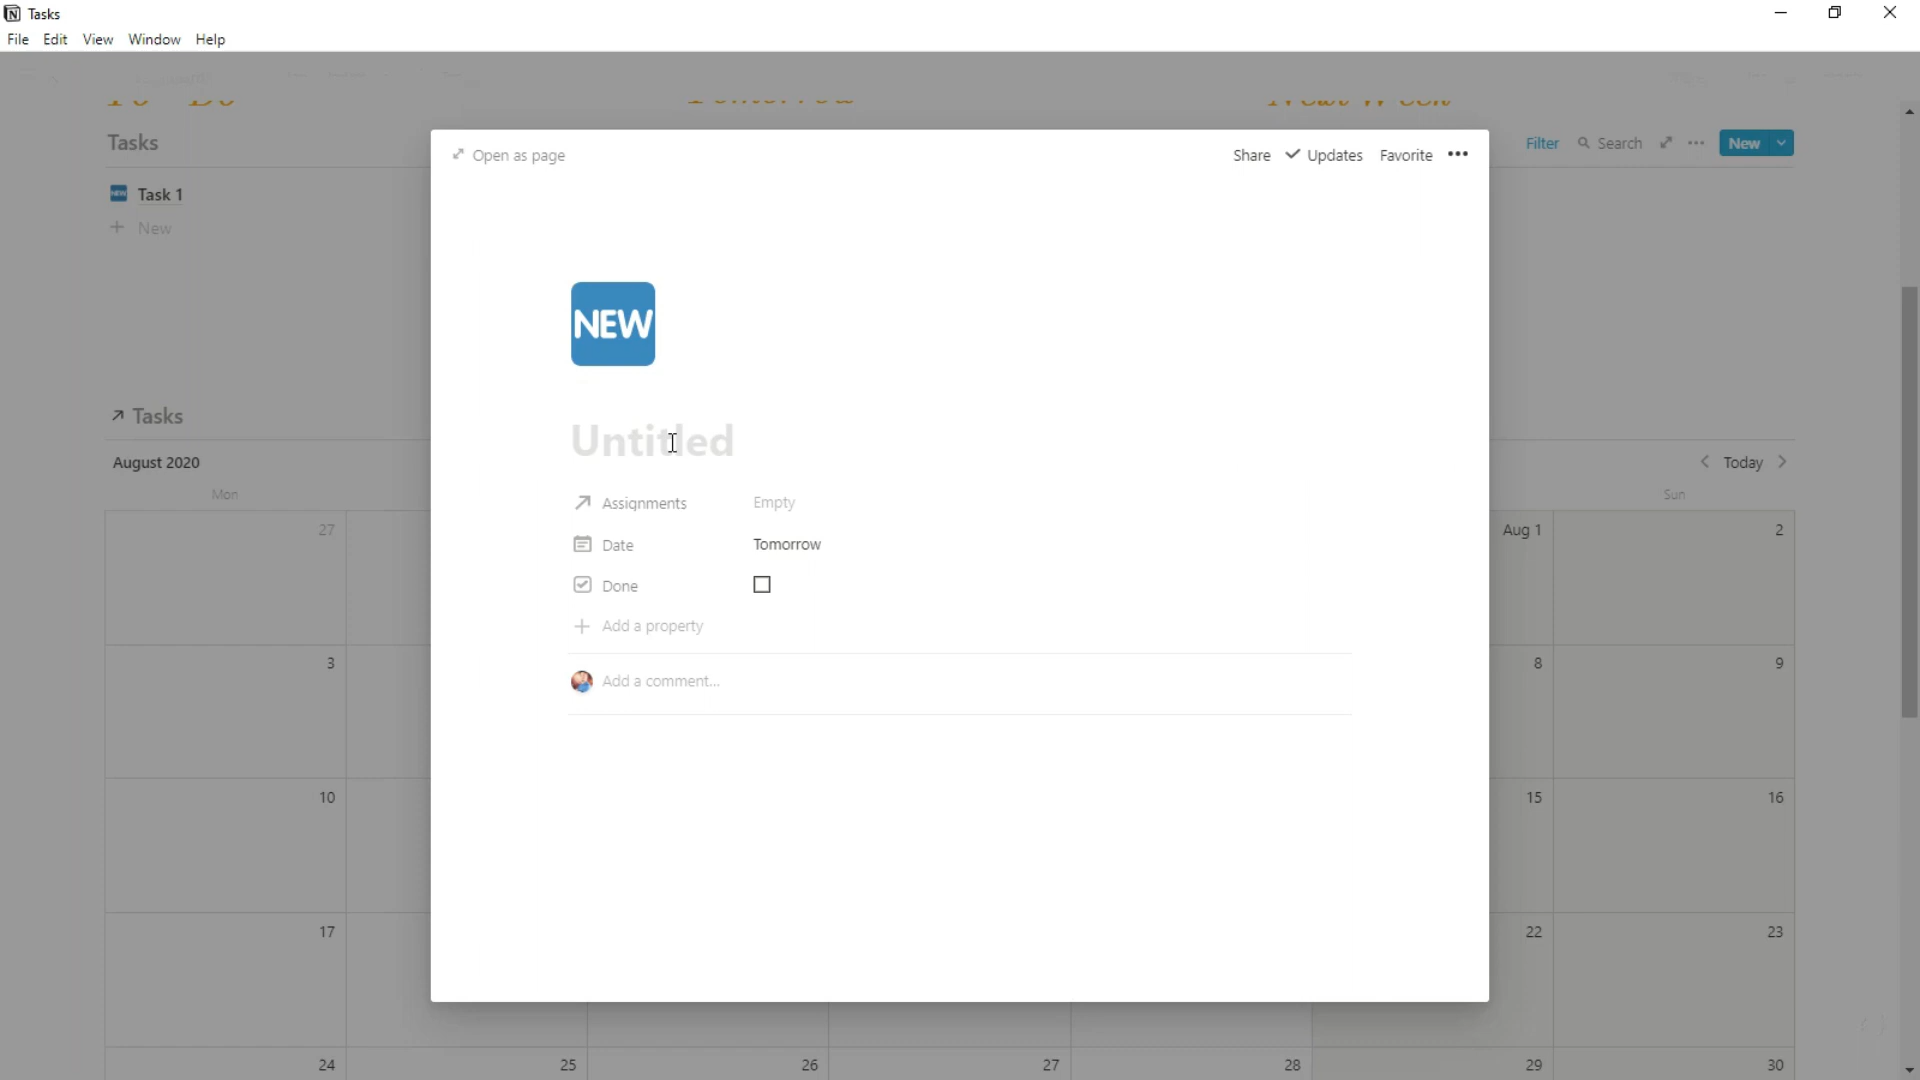 Tasks
File Edit View Window Help
Tasks
Filter Search New
Open as page
Share Updates Favorite
NEW Task 1
New
NEW
Untitled
Tasks
August 2020
Today
Mon
Sun
Assignments Empty
Date Tomorrow
Done
Add a property
Add a comment...
27 Aug 1 2
3 8 9
10 15 16
17 22 23
24 25 26 27 28 29 30